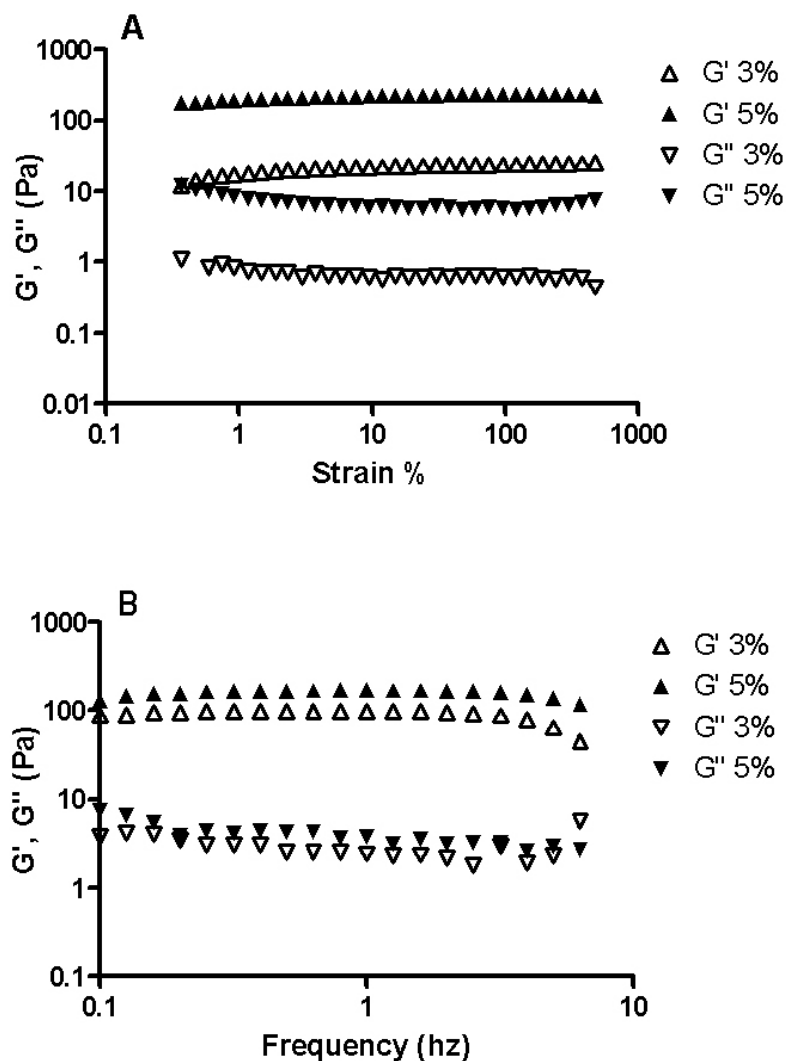 A
1000
100
10
1
0.1
0.01
G', G'' (Pa)
0.1 1 10 100 1000
Strain %
G' 3%
G' 5%
G'' 3%
G'' 5%
B
1000
100
10
1
0.1
G', G'' (Pa)
0.1 1 10
Frequency (hz)
G' 3%
G' 5%
G'' 3%
G'' 5%